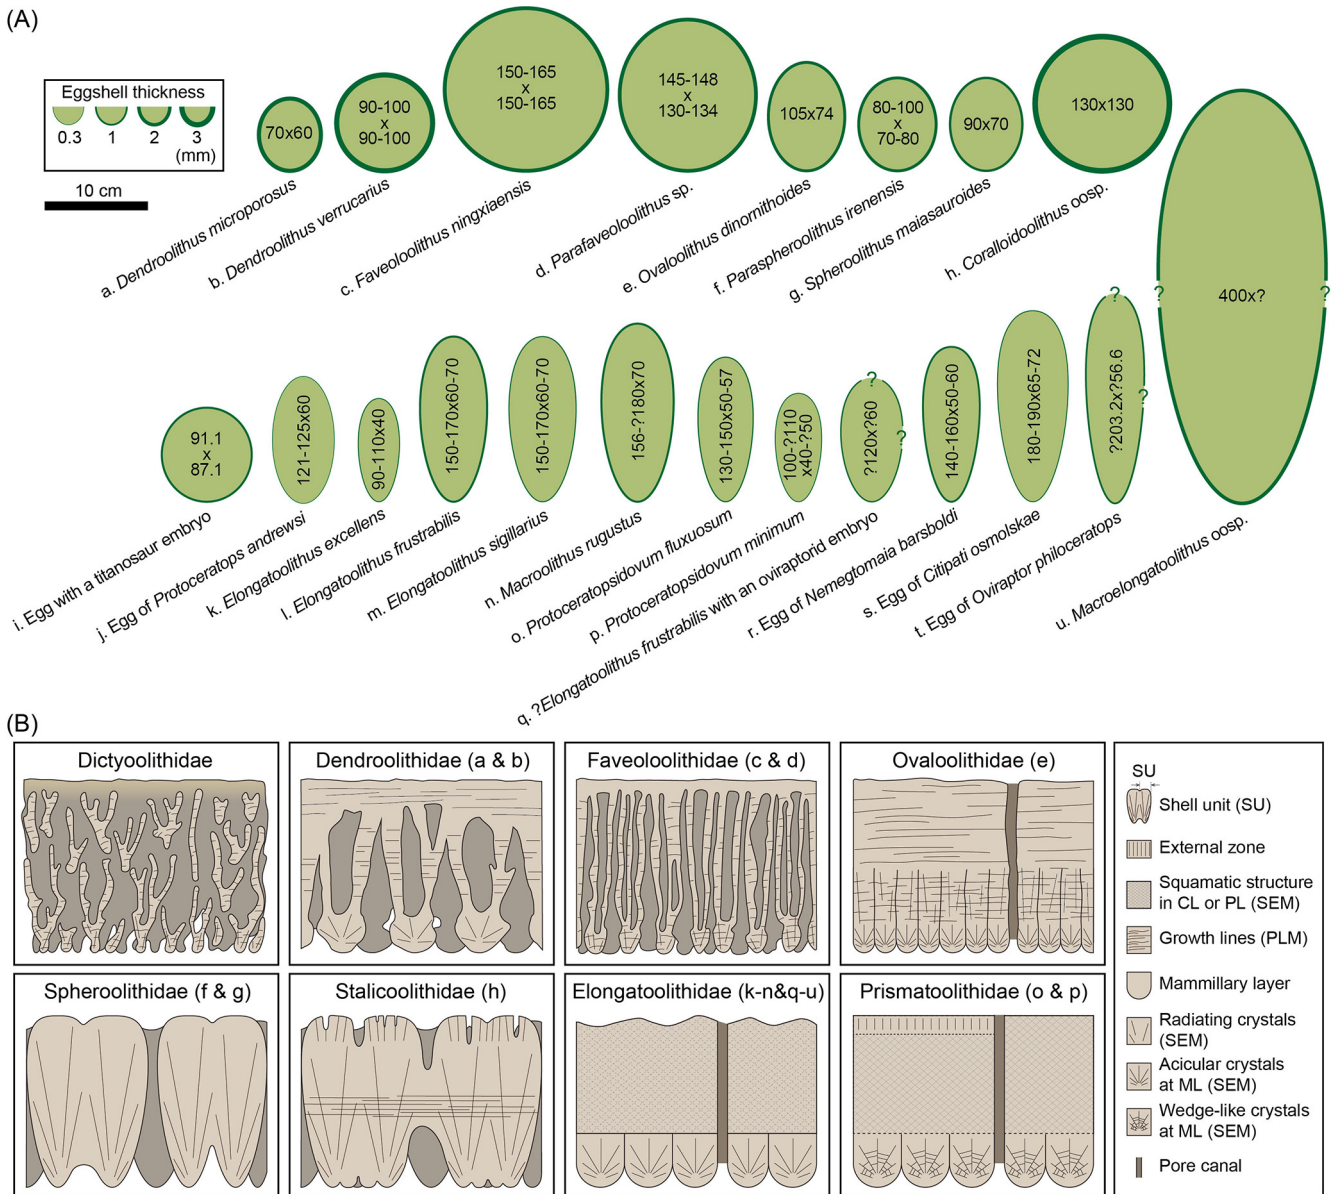 (A)
Eggshell thickness
0.3 1 2 3
(mm)
10 cm
70x60
90-100
x
90-100
150-165
x
150-165
145-148
x
130-134
105x74
80-100
x
70-80
90x70
130x130
400x?
? ?
a. Dendroolithus microporosus
b. Dendroolithus verrucarius
c. Faveoloolithus ningxiaensis
d. Parafaveoloolithus sp.
e. Ovaloolithus dinornithoides
f. Paraspheroolithus irenensis
g. Spheroolithus maiasauroides
h. Coralloidoolithus oosp.
91.1
x
87.1
121-125x60
90-110x40
150-170x60-70
150-170x60-70
156-?180x70
130-150x50-57
100-?110
x40-?50
?120x?60
?
?
140-160x50-60
180-190x65-72
?203.2x?56.6
?
?
i. Egg with a titanosaur embryo
j. Egg of Protoceratops andrewsi
k. Elongatoolithus excellens
l. Elongatoolithus frustrabilis
m. Elongatoolithus sigillarius
n. Macroolithus rugustus
o. Protoceratopsidovum fluxuosum
p. Protoceratopsidovum minimum
q. ?Elongatoolithus frustrabilis with an oviraptorid embryo
r. Egg of Nemegtomaia barsboldi
s. Egg of Citipati osmolskae
t. Egg of Oviraptor philoceratops
u. Macroelongatoolithus oosp.
(B)
Dictyoolithidae
Dendroolithidae (a & b)
Faveoloolithidae (c & d)
Ovaloolithidae (e)
Spheroolithidae (f & g)
Stalicoolithidae (h)
Elongatoolithidae (k-n&q-u)
Prismatoolithidae (o & p)
SU
Shell unit (SU)
External zone
Squamatic structure
in CL or PL (SEM)
Growth lines (PLM)
Mammillary layer
Radiating crystals
(SEM)
Acicular crystals
at ML (SEM)
Wedge-like crystals
at ML (SEM)
Pore canal